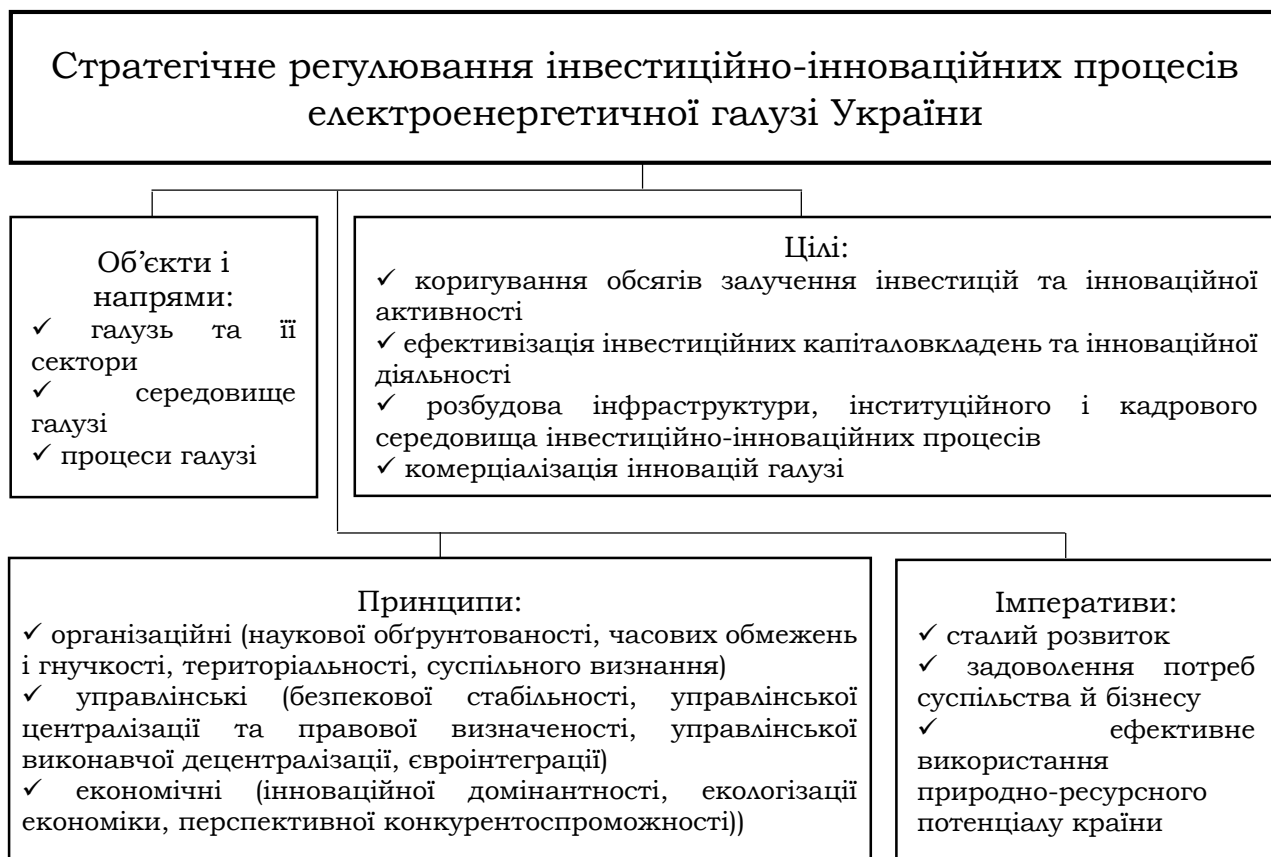 Стратегічне регулювання інвестиційно-інноваційних процесів
електроенергетичної галузі України
Об’єкти і
напрями:
✓ галузь та її
сектори
✓ середовище
галузі
✓ процеси галузі
Цілі:
✓ коригування обсягів залучення інвестицій та інноваційної
активності
✓ ефективізація інвестиційних капіталовкладень та інноваційної
діяльності
✓ розбудова інфраструктури, інституційного і кадрового
середовища інвестиційно-інноваційних процесів
✓ комерціалізація інновацій галузі
Принципи:
✓ організаційні (наукової обґрунтованості, часових обмежень
і гнучкості, територіальності, суспільного визнання)
✓ управлінські (безпекової стабільності, управлінської
централізації та правової визначеності, управлінської
виконавчої децентралізації, євроінтеграції)
✓ економічні (інноваційної домінантності, екологізації
економіки, перспективної конкурентоспроможності))
Імперативи:
✓ сталий розвиток
✓ задоволення потреб
суспільства й бізнесу
✓ ефективне
використання
природно-ресурсного
потенціалу країни